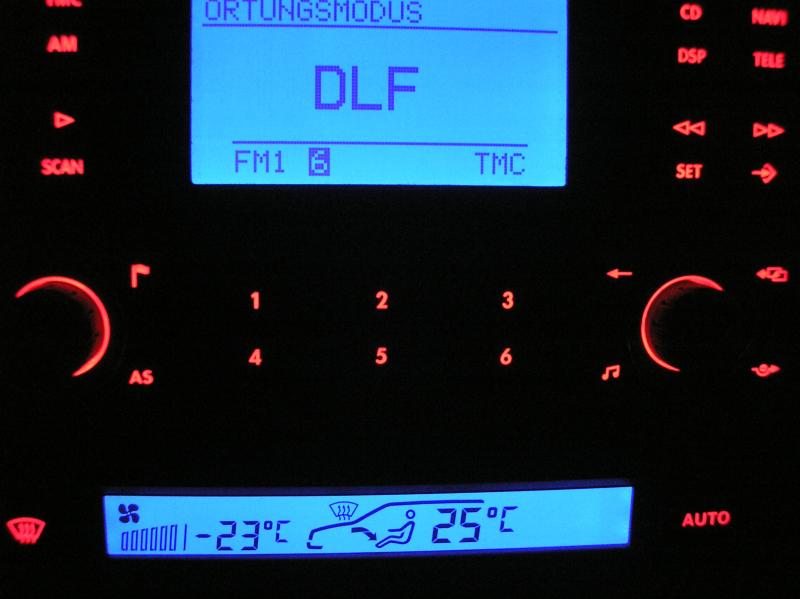 TMC
ORTUNGSMODUS
CD
NAVI
AM
DSP
TELE
DLF
SCAN
FM1 6 TMC
SET
1 2 3
4 5 6
AS
-23°C 25°C
AUTO